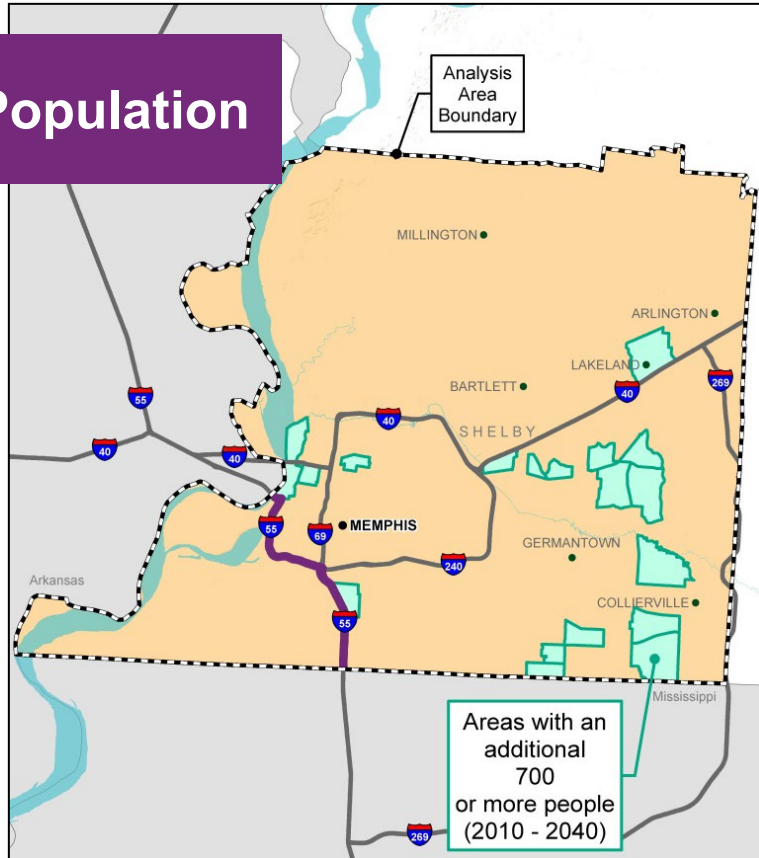 Population
Analysis
Area
Boundary
MILLINGTON
ARLINGTON
LAKELAND
269
55
BARTLETT
40
40
SHELBY
40
40
55
69
MEMPHIS
GERMANTOWN
240
Arkansas
COLLIERVILLE
55
Mississippi
Areas with an
additional
700
or more people
(2010 - 2040)
269